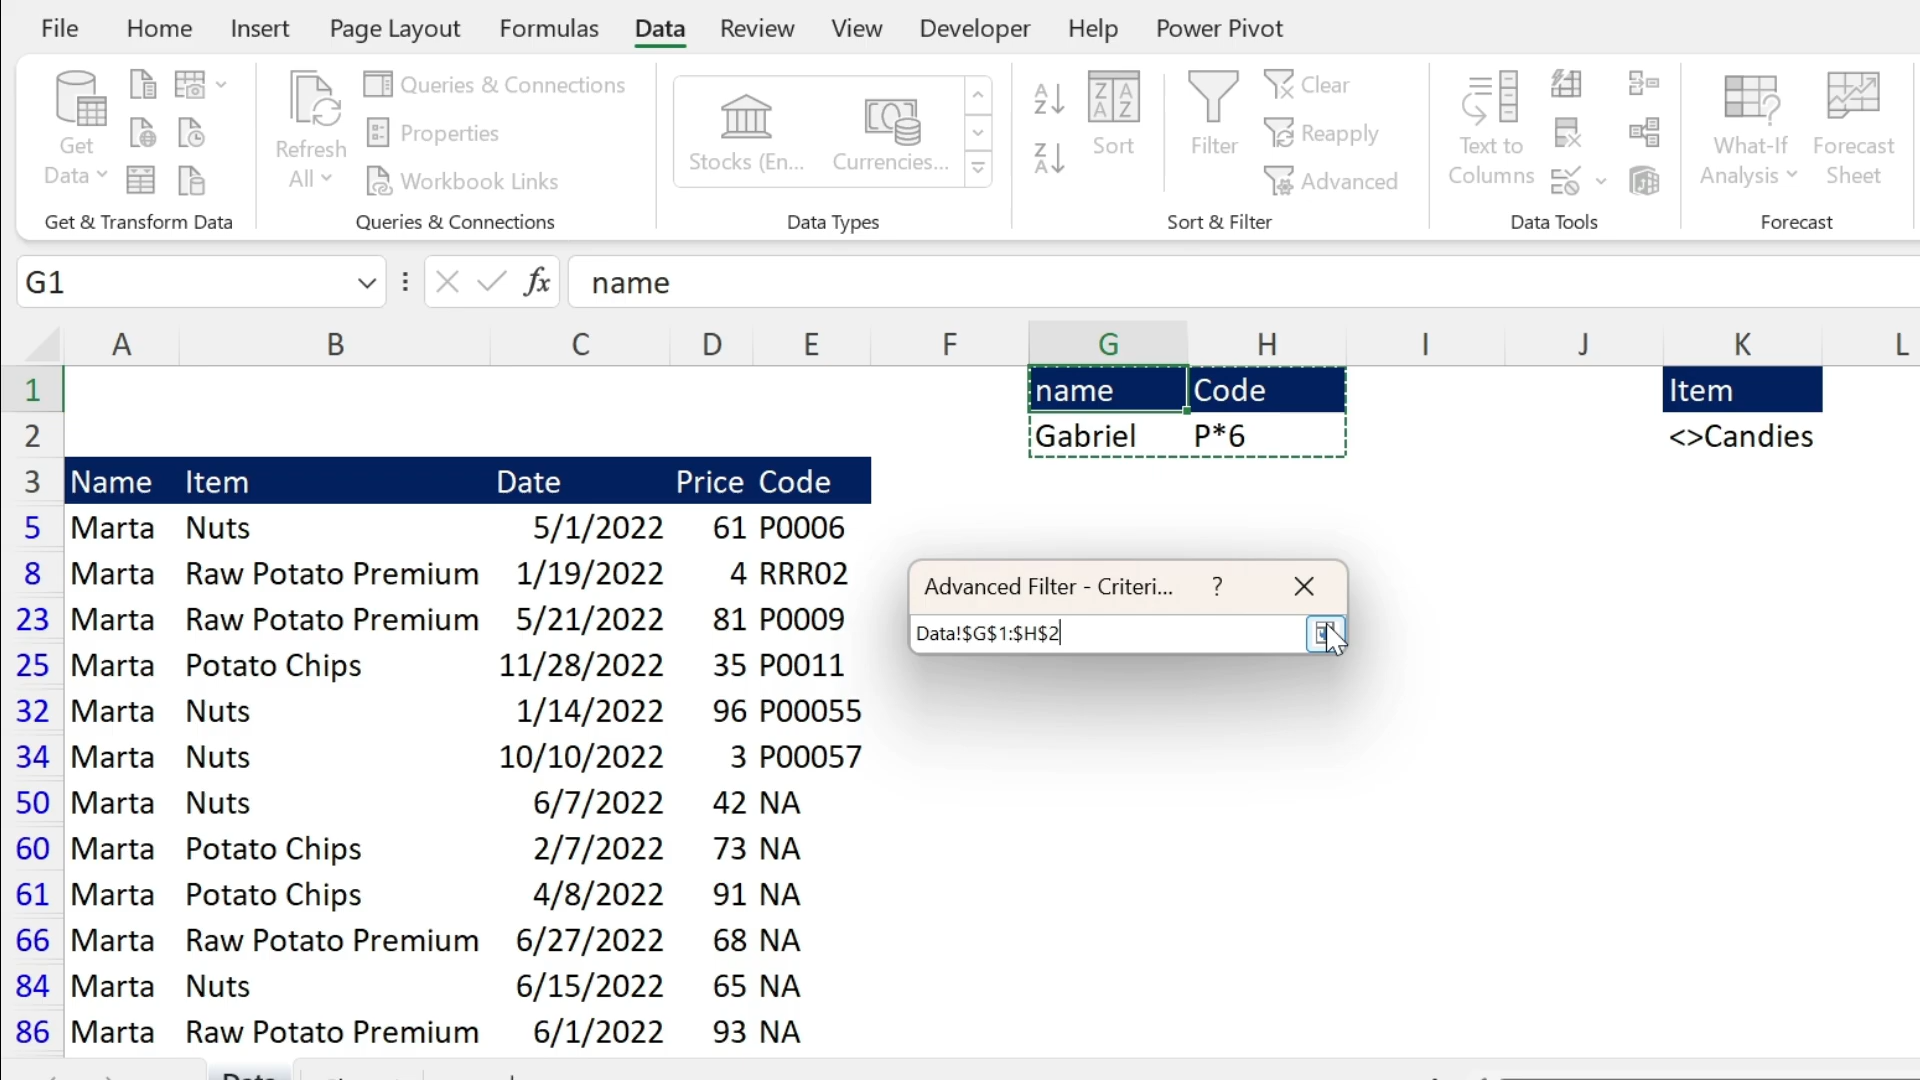 File Home Insert Page Layout Formulas Data Review View Developer Help Power Pivot
Queries & Connections
Properties
Workbook Links
Get
Data
Refresh
All
Stocks (En... Currencies...
Sort
Filter
Clear
Reapply
Advanced
Text to
Columns
What-If
Analysis
Forecast
Sheet
Get & Transform Data Queries & Connections Data Types Sort & Filter Data Tools Forecast
G1 fx name
A B C D E F G H I J K L
1 name Code Item
2 Gabriel P*6 <>Candies
3 Name Item Date Price Code
5 Marta Nuts 5/1/2022 61 P0006
8 Marta Raw Potato Premium 1/19/2022 4 RRR02
23 Marta Raw Potato Premium 5/21/2022 81 P0009
25 Marta Potato Chips 11/28/2022 35 P0011
32 Marta Nuts 1/14/2022 96 P00055
34 Marta Nuts 10/10/2022 3 P00057
50 Marta Nuts 6/7/2022 42 NA
60 Marta Potato Chips 2/7/2022 73 NA
61 Marta Potato Chips 4/8/2022 91 NA
66 Marta Raw Potato Premium 6/27/2022 68 NA
84 Marta Nuts 6/15/2022 65 NA
86 Marta Raw Potato Premium 6/1/2022 93 NA
Advanced Filter - Criteri... ?
Data!$G$1:$H$2
Data